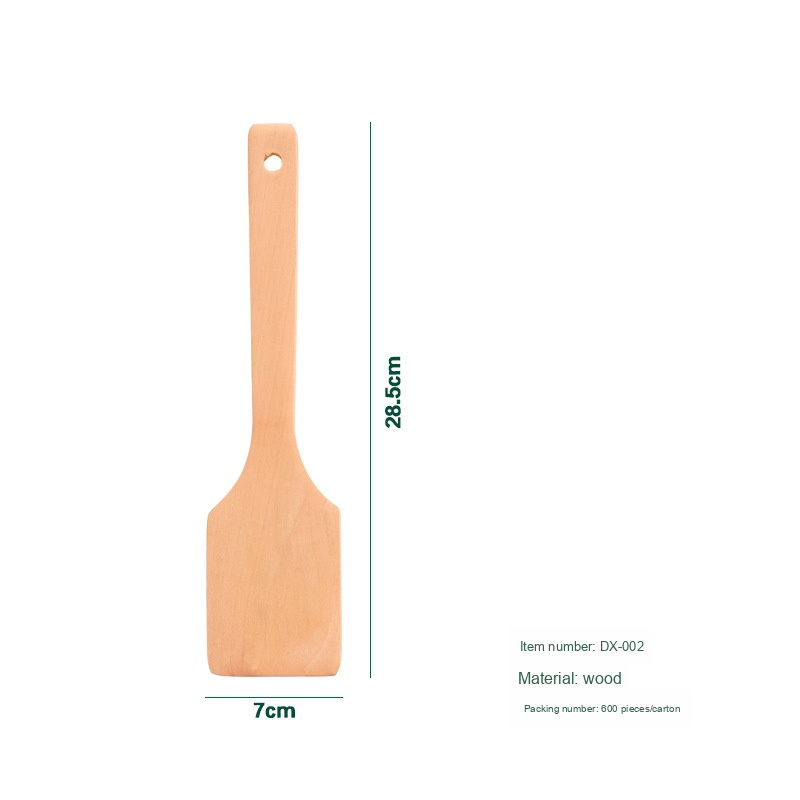 28.5cm
7cm
Item number: DX-002
Material: wood
Packing number: 600 pieces/carton